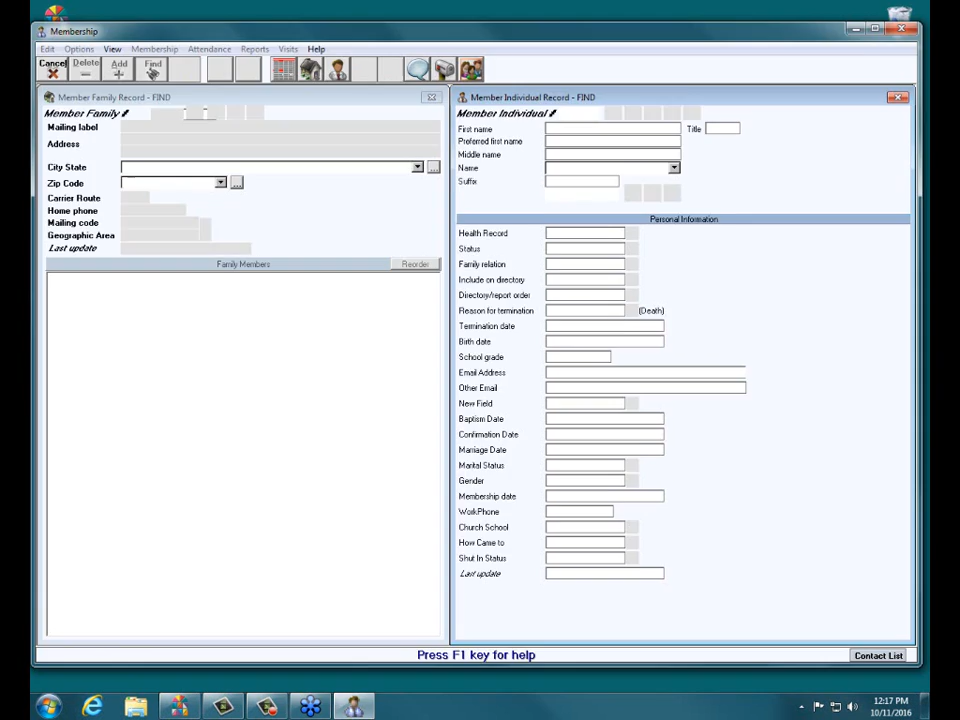 Membership
Edit Options View Membership Attendance Reports Visits Help
Cancel Delete Add Find
Member Family Record - FIND
Member Family #
Mailing label
Address
City State
...
Zip Code
...
Carrier Route
Home phone
Mailing code
Geographic Area
Last update
Family Members
Reorder
Member Individual Record - FIND
Member Individual #
First name
Title
Preferred first name
Middle name
Name
Suffix
Personal Information
Health Record
Status
Family relation
Include on directory
Directory/report order
Reason for termination
(Death)
Termination date
Birth date
School grade
Email Address
Other Email
New Field
Baptism Date
Confirmation Date
Marriage Date
Marital Status
Gender
Membership date
WorkPhone
Church School
How Came to
Shut In Status
Last update
Press F1 key for help
Contact List
12:17 PM
10/11/2016